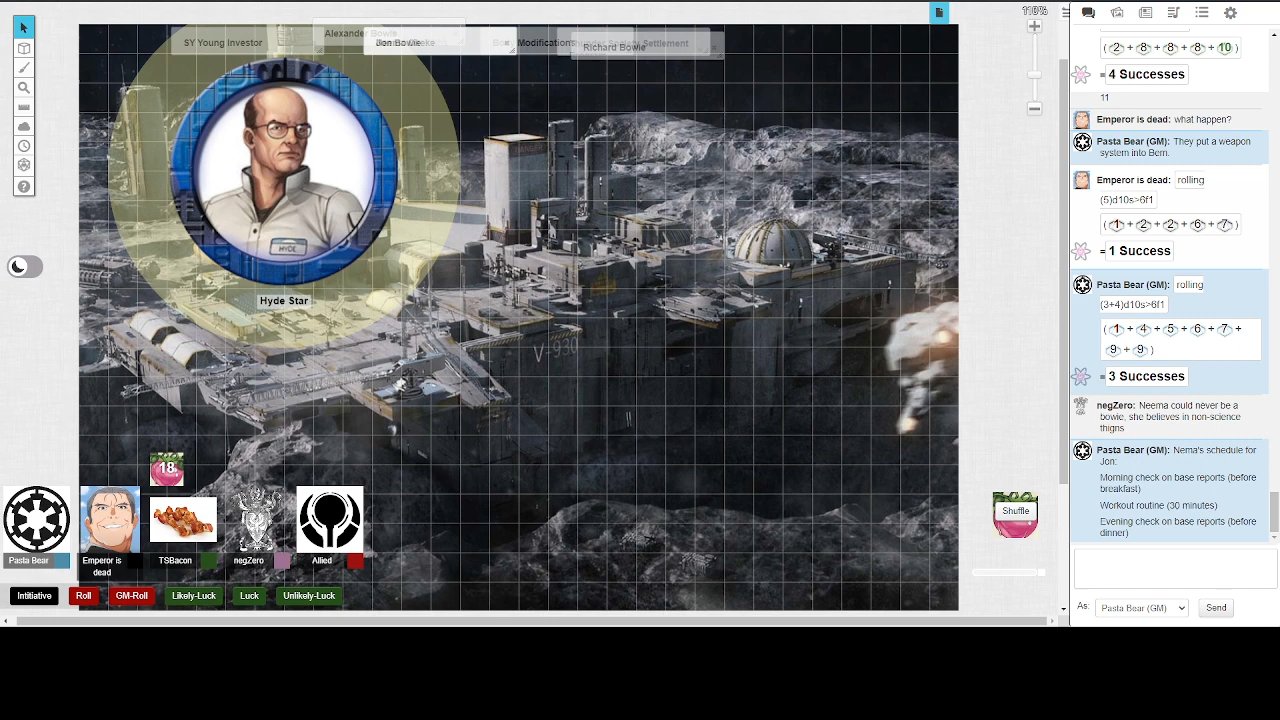 110%
SY Young Investor
Alexander Bowie
Jon Bowie
Modification
Settlement
Richard Bowie
HYDE
Hyde Star
V-930
18
Shuffle
Pasta Bear
Emperor is dead
TSBacon
negZero
Allied
Intitiative
Roll
GM-Roll
Likely-Luck
Luck
Unlikely-Luck
(2+8+8+8+10)
=4 Successes
11
Emperor is dead: what happen?
Pasta Bear (GM): They put a weapon
system into Bern.
Emperor is dead: rolling
(5)d10s>6f1
(1+2+2+6+7)
=1 Success
Pasta Bear (GM): rolling
(3+4)d10s>6f1
(1+4+5+6+7+
9+9)
=3 Successes
negZero: Neema could never be a
bowie, she believes in non-science
thigns
Pasta Bear (GM): Nema's schedule for
Jon:
Morning check on base reports (before
breakfast)
Workout routine (30 minutes)
Evening check on base reports (before
dinner)
As:
Pasta Bear (GM)
Send